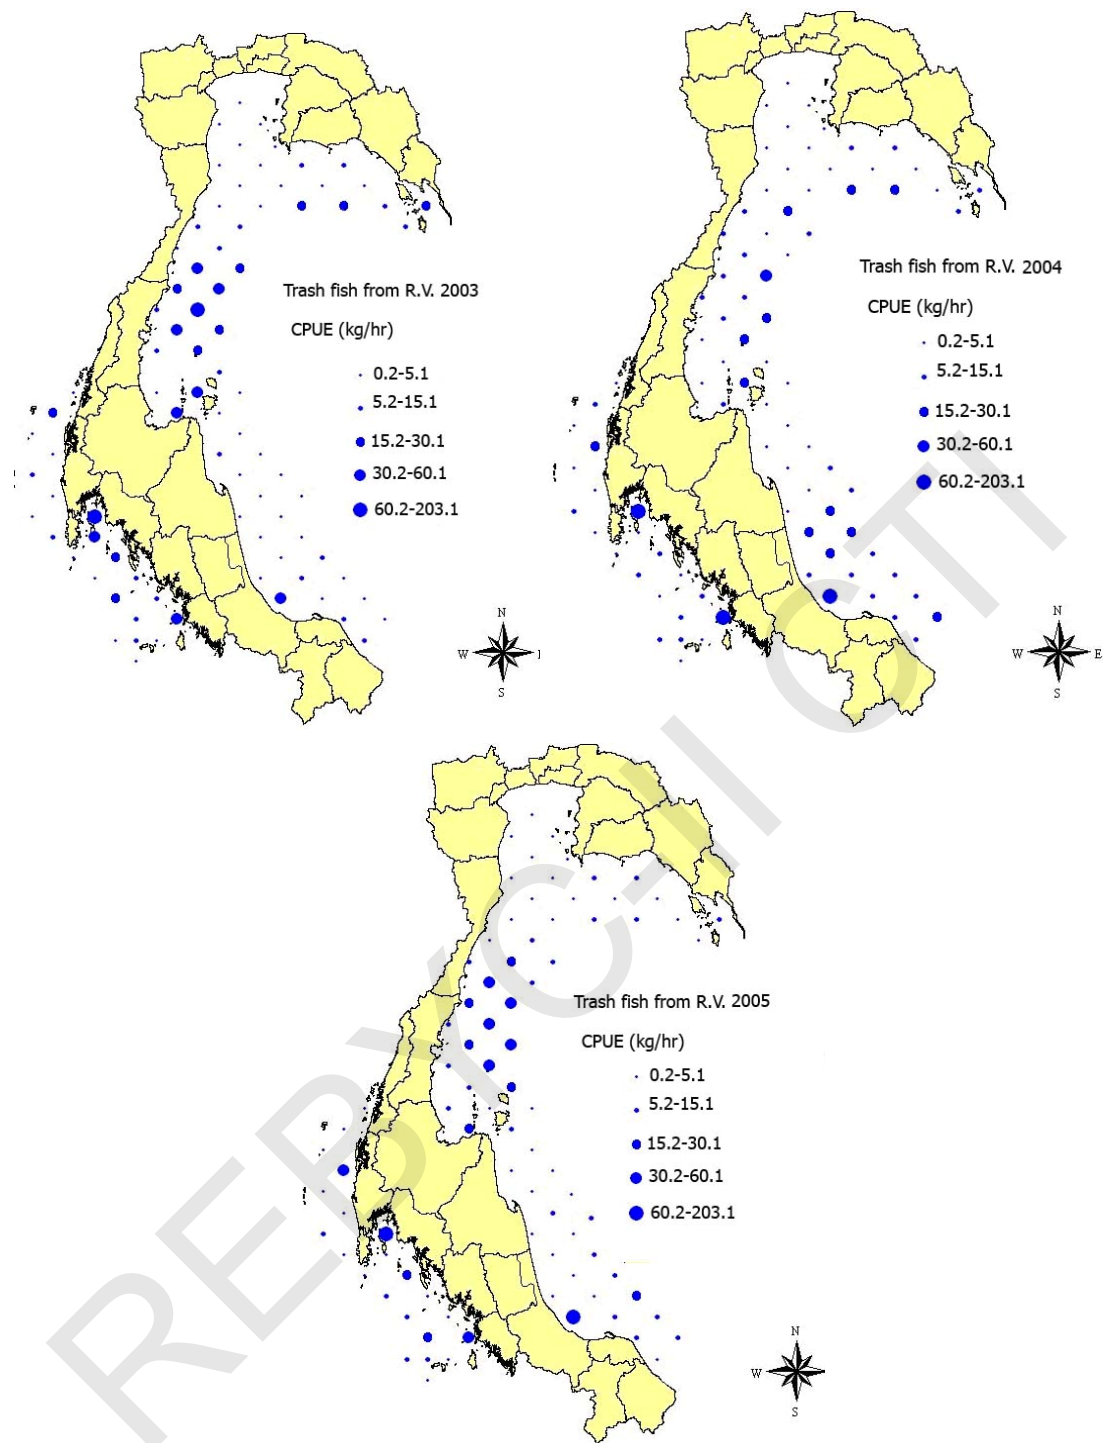 Trash fish from R.V. 2003
CPUE (kg/hr)
0.2-5.1
5.2-15.1
15.2-30.1
30.2-60.1
60.2-203.1
N
W
S
Trash fish from R.V. 2004
CPUE (kg/hr)
0.2-5.1
5.2-15.1
15.2-30.1
30.2-60.1
60.2-203.1
N
W E
S
Trash fish from R.V. 2005
CPUE (kg/hr)
0.2-5.1
5.2-15.1
15.2-30.1
30.2-60.1
60.2-203.1
N
W
S
REBYC-II CTI